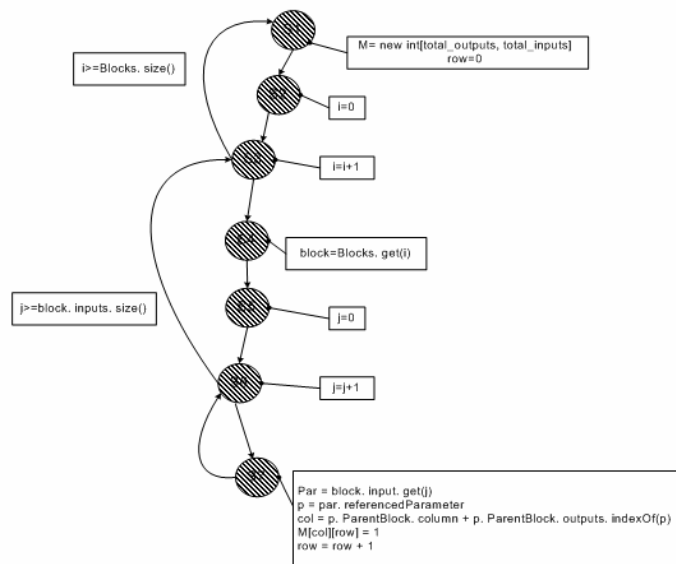 M= new int[total_outputs, total_inputs]
row=0
i>=Blocks. size()
i=0
i=i+1
block=Blocks. get(i)
j>=block. inputs. size()
j=0
j=j+1
Par = block. input. get(j)
p = par. referencedParameter
col = p. ParentBlock. column + p. ParentBlock. outputs. indexOf(p)
M[col][row] = 1
row = row + 1